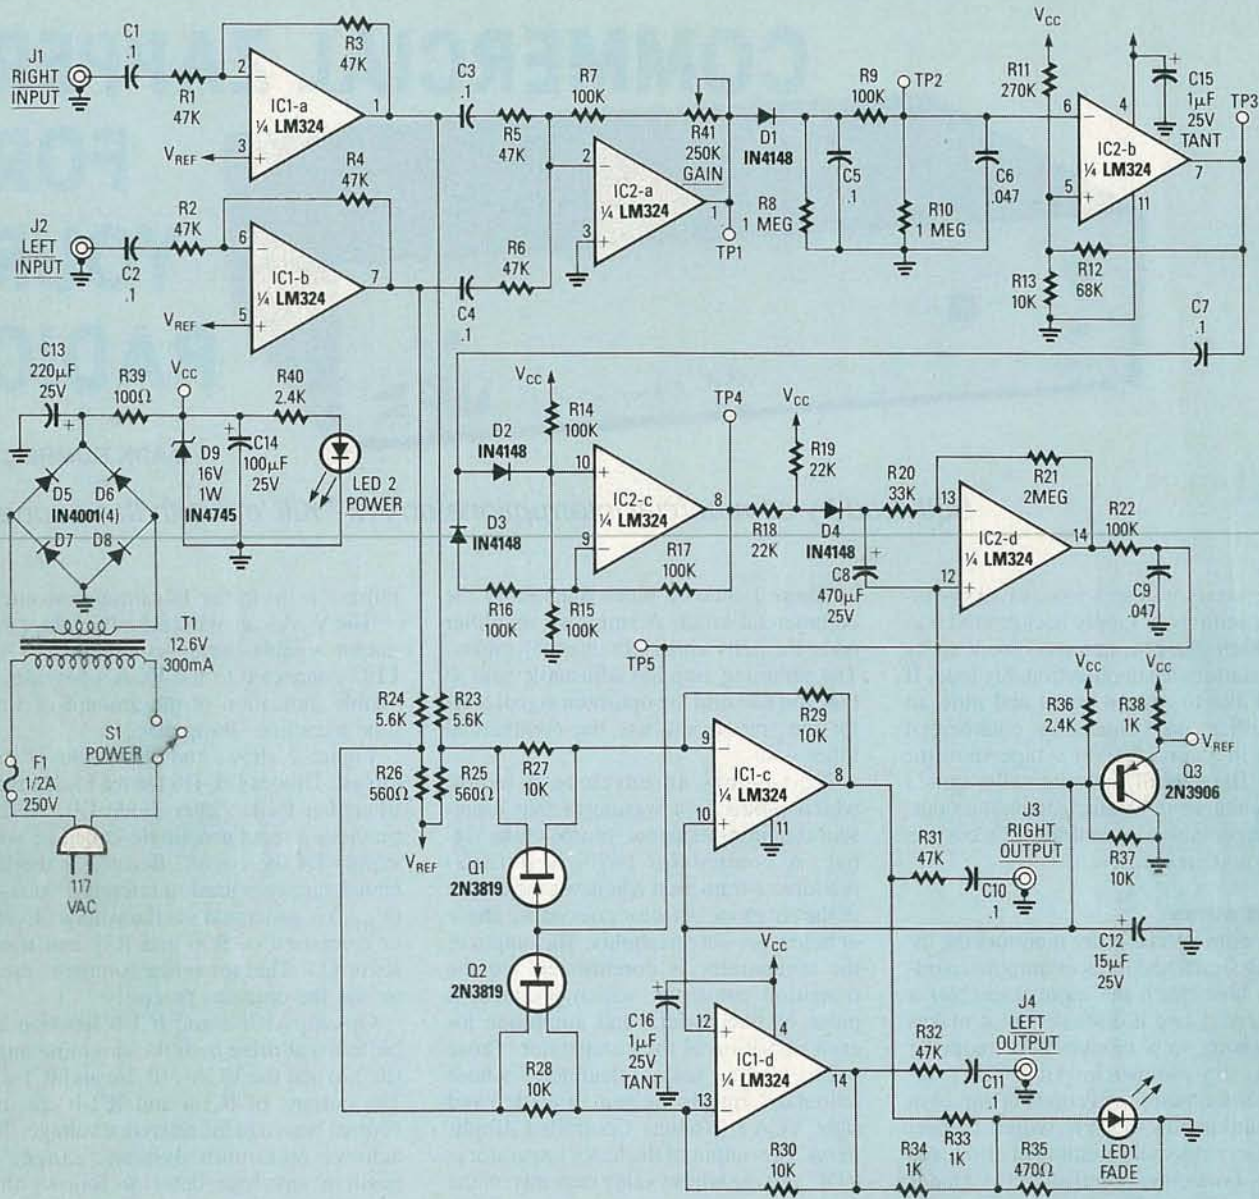 C1
.1
J1
RIGHT
INPUT
R1
47K
R3
47K
2
−
IC1-a
¼ LM324
1
VREF
3
+
R4
47K
R2
47K
J2
LEFT
INPUT
C2
.1
6
−
IC1-b
¼ LM324
7
VREF
5
+
C3
.1
R5
47K
R7
100K
R41
250K
GAIN
2
−
IC2-a
¼ LM324
3
+
1
TP1
R6
47K
C4
.1
D1
IN4148
R8
1 MEG
C5
.1
R9
100K
TP2
R10
1 MEG
C6
.047
VCC
R11
270K
6
−
4
IC2-b
¼ LM324
5
+
11
7
+
C15
1µF
25V
TANT
TP3
R12
68K
R13
10K
C7
.1
C13
220µF
25V
+
R39
100Ω
VCC
R40
2.4K
D9
16V
1W
IN4745
+
C14
100µF
25V
LED 2
POWER
D5
D6
IN4001(4)
D7
D8
T1
12.6V
300mA
S1
POWER
F1
1/2A
250V
117
VAC
VCC
R14
100K
D2
IN4148
D3
IN4148
10
+
IC2-c
¼ LM324
8
9
−
R16
100K
R15
100K
R17
100K
TP4
VCC
R19
22K
R18
22K
D4
IN4148
+
C8
470µF
25V
R20
33K
R21
2MEG
13
−
IC2-d
¼ LM324
14
12
+
R22
100K
C9
.047
TP5
R24
5.6K
R23
5.6K
R26
560Ω
R25
560Ω
VREF
R27
10K
Q1
2N3819
Q2
2N3819
R28
10K
R29
10K
9
−
IC1-c
¼ LM324
8
10
+
11
VCC
R36
2.4K
VCC
R38
1K
VREF
Q3
2N3906
R37
10K
J3
RIGHT
OUTPUT
R31
47K
C10
.1
+
C12
15µF
25V
VCC
+
C16
1µF
25V
TANT
12
+
4
IC1-d
¼ LM324
14
13
−
J4
LEFT
OUTPUT
R32
47K
C11
.1
R30
10K
R34
1K
R33
1K
R35
470Ω
LED1
FADE